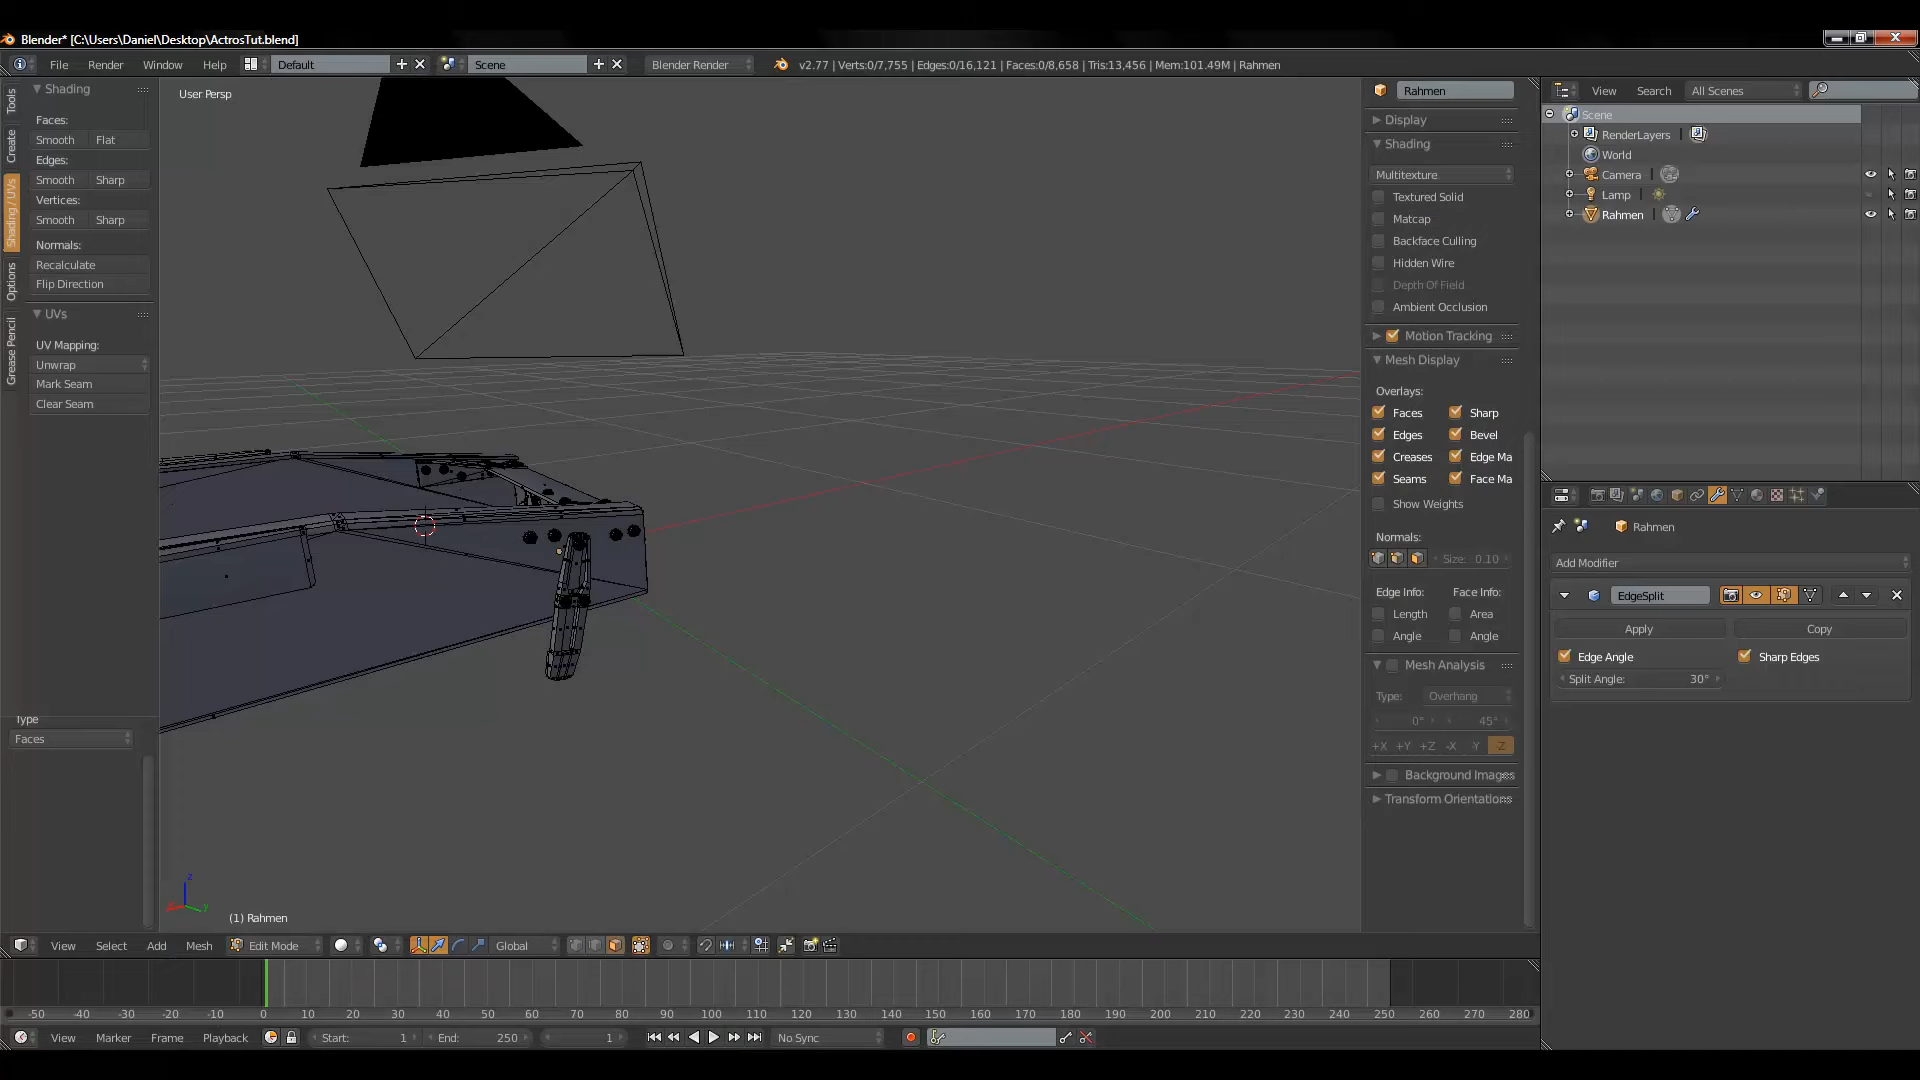 Blender* [C:\Users\Daniel\Desktop\ActrosTut.blend]
File Render Window Help Default Scene Blender Render v2.77 | Verts:0/7,755 | Edges:0/16,121 | Faces:0/8,658 | Tris:13,456 | Mem:101.49M | Rahmen
Tools
Create
Shading / UVs
Options
Grease Pencil
Shading
Faces:
Smooth Flat
Edges:
Smooth Sharp
Vertices:
Smooth Sharp
Normals:
Recalculate
Flip Direction
UVs
UV Mapping:
Unwrap
Mark Seam
Clear Seam
Type
Faces
User Persp
z
y
(1) Rahmen
Rahmen
Display
Shading
Multitexture
Textured Solid
Matcap
Backface Culling
Hidden Wire
Depth Of Field
Ambient Occlusion
Motion Tracking
Mesh Display
Overlays:
Faces Sharp
Edges Bevel
Creases Edge Ma
Seams Face Ma
Show Weights
Normals:
Size: 0.10
Edge Info: Face Info:
Length Area
Angle Angle
Mesh Analysis
Type: Overhang
0° 45°
+X +Y +Z -X -Y -Z
Background Images
Transform Orientations
View Search All Scenes
Scene
RenderLayers |
World
Camera |
Lamp |
Rahmen |
Rahmen
Add Modifier
EdgeSplit
Apply Copy
Edge Angle Sharp Edges
Split Angle: 30°
View Select Add Mesh Edit Mode Global
-50 -40 -30 -20 -10 0 10 20 30 40 50 60 70 80 90 100 110 120 130 140 150 160 170 180 190 200 210 220 230 240 250 260 270 280
View Marker Frame Playback Start: 1 End: 250 1 No Sync